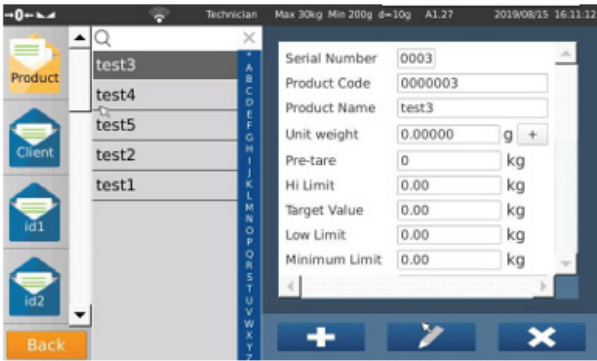 →0← Technician Max 30kg Min 200g d=10g A1.27 2019/08/15 16:11:12
Product
Client
id1
id2
Back
test3
test4
test5
test2
test1
*
A
B
C
D
E
F
G
H
I
J
K
L
M
N
O
P
Q
R
S
T
U
V
W
X
Y
Z
Serial Number 0003
Product Code 0000003
Product Name test3
Unit weight 0.00000 g +
Pre-tare 0 kg
Hi Limit 0.00 kg
Target Value 0.00 kg
Low Limit 0.00 kg
Minimum Limit 0.00 kg